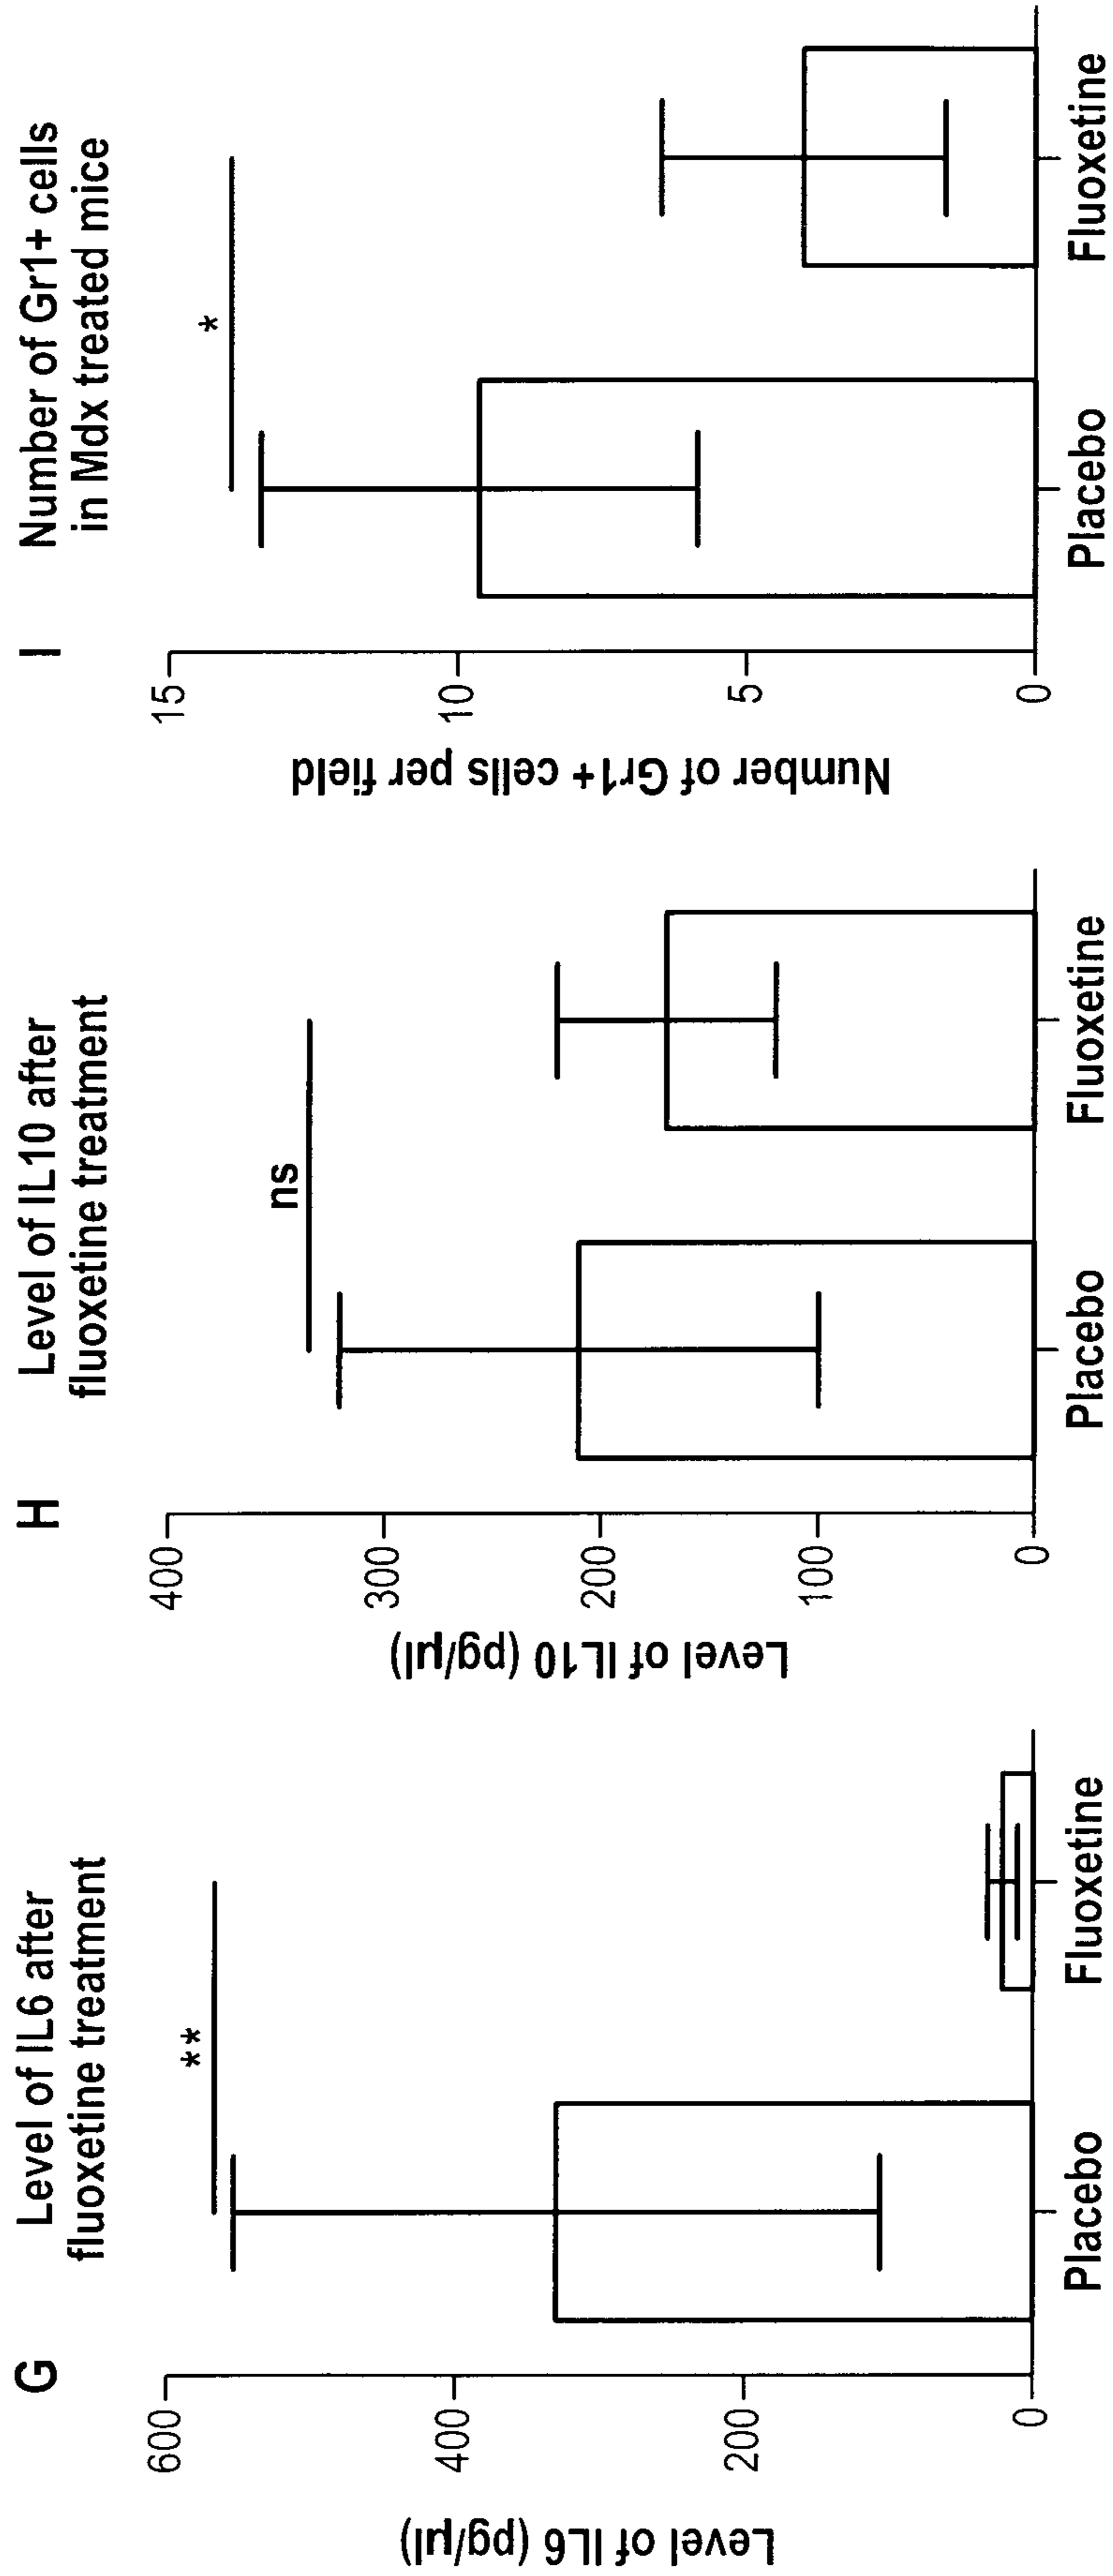 G
Level of IL6 after
fluoxetine treatment
**
Level of IL6 (pg/µl)
600
400
200
0
Placebo
Fluoxetine
H
Level of IL10 after
fluoxetine treatment
ns
Level of IL10 (pg/µl)
400
300
200
100
0
Placebo
Fluoxetine
I
Number of Gr1+ cells
in Mdx treated mice
*
Number of Gr1+ cells per field
15
10
5
0
Placebo
Fluoxetine